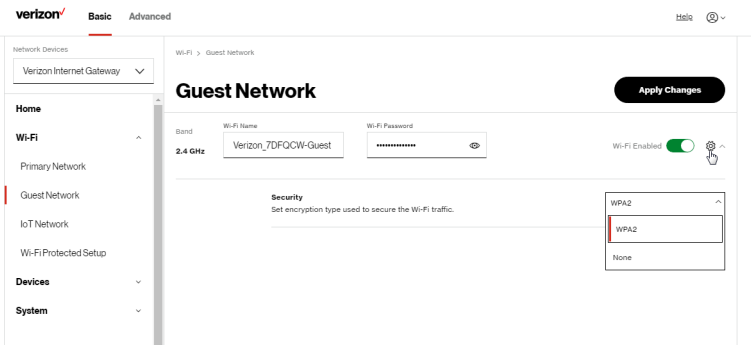 verizon
Basic
Advanced
Help
Network Devices
Verizon Internet Gateway
Home
Wi-Fi
Primary Network
Guest Network
IoT Network
Wi-Fi Protected Setup
Devices
System
Wi-Fi > Guest Network
Guest Network
Apply Changes
Band
2.4 GHz
Wi-Fi Name
Verizon_7DFQCW-Guest
Wi-Fi Password
••••••••••••••
Wi-Fi Enabled
Security
Set encryption type used to secure the Wi-Fi traffic.
WPA2
WPA2
None